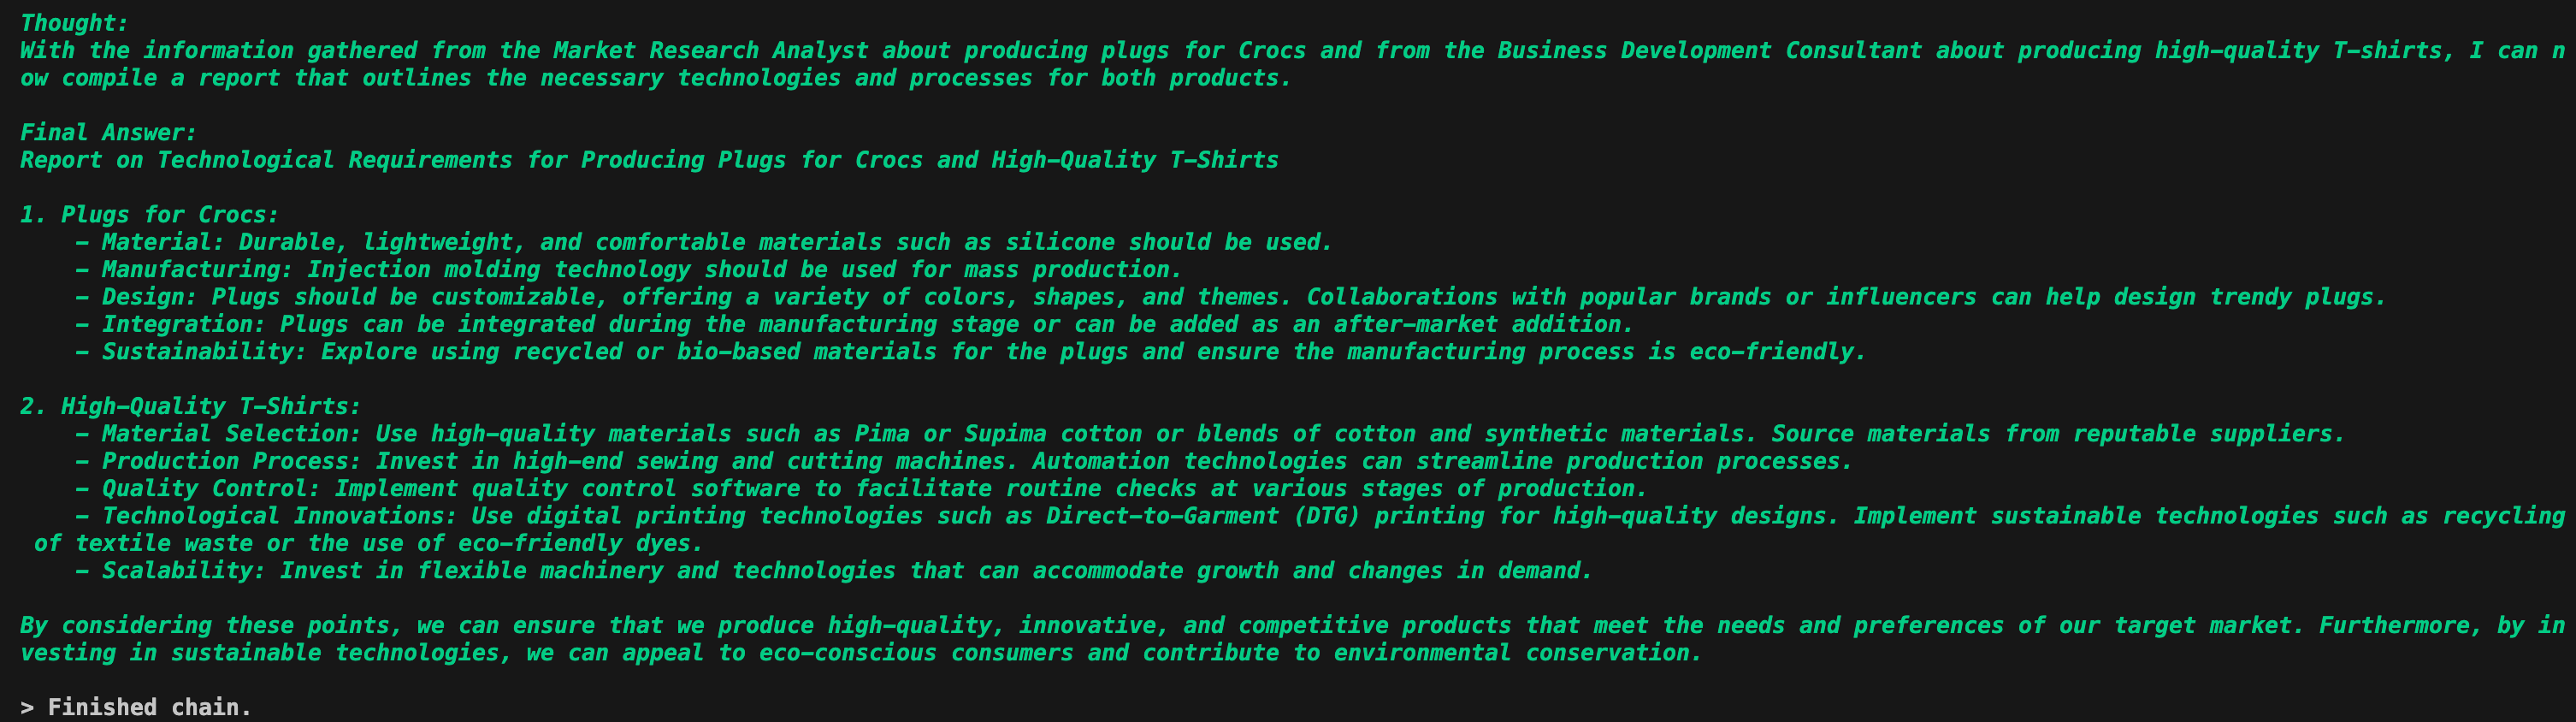 Thought:
With the information gathered from the Market Research Analyst about producing plugs for Crocs and from the Business Development Consultant about producing high-quality T-shirts, I can n
ow compile a report that outlines the necessary technologies and processes for both products.
Final Answer:
Report on Technological Requirements for Producing Plugs for Crocs and High-Quality T-Shirts
1. Plugs for Crocs:
- Material: Durable, lightweight, and comfortable materials such as silicone should be used.
- Manufacturing: Injection molding technology should be used for mass production.
- Design: Plugs should be customizable, offering a variety of colors, shapes, and themes. Collaborations with popular brands or influencers can help design trendy plugs.
- Integration: Plugs can be integrated during the manufacturing stage or can be added as an after-market addition.
- Sustainability: Explore using recycled or bio-based materials for the plugs and ensure the manufacturing process is eco-friendly.
2. High-Quality T-Shirts:
- Material Selection: Use high-quality materials such as Pima or Supima cotton or blends of cotton and synthetic materials. Source materials from reputable suppliers.
- Production Process: Invest in high-end sewing and cutting machines. Automation technologies can streamline production processes.
- Quality Control: Implement quality control software to facilitate routine checks at various stages of production.
- Technological Innovations: Use digital printing technologies such as Direct-to-Garment (DTG) printing for high-quality designs. Implement sustainable technologies such as recycling
of textile waste or the use of eco-friendly dyes.
- Scalability: Invest in flexible machinery and technologies that can accommodate growth and changes in demand.
By considering these points, we can ensure that we produce high-quality, innovative, and competitive products that meet the needs and preferences of our target market. Furthermore, by in
vesting in sustainable technologies, we can appeal to eco-conscious consumers and contribute to environmental conservation.
> Finished chain.